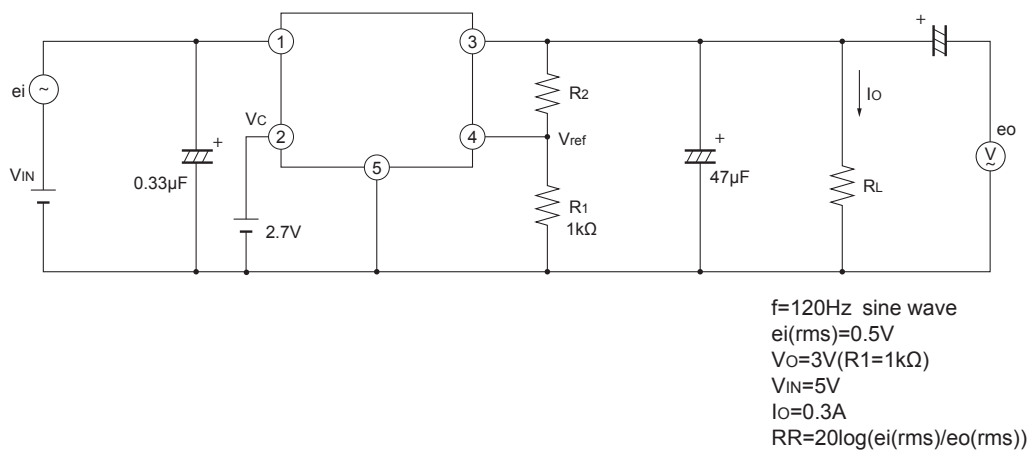 1
3
+
ei
~
R2
IO
VC
2
4
Vref
+
+
eo
5
V
~
VIN
0.33μF
47μF
RL
R1
1kΩ
2.7V
f=120Hz sine wave
ei(rms)=0.5V
VO=3V(R1=1kΩ)
VIN=5V
IO=0.3A
RR=20log(ei(rms)/eo(rms))